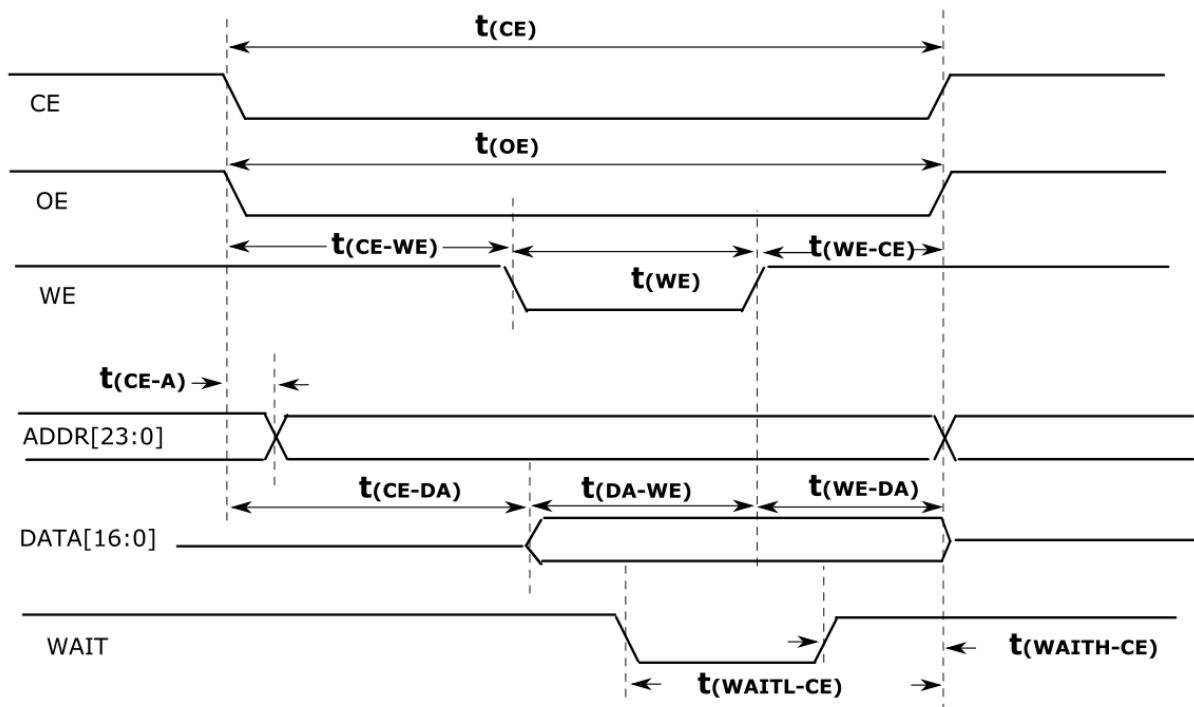 t(CE)
CE
t(OE)
OE
t(CE-WE)
t(WE-CE)
t(WE)
WE
t(CE-A)
ADDR[23:0]
t(CE-DA)
t(DA-WE)
t(WE-DA)
DATA[16:0]
WAIT
t(WAITH-CE)
t(WAITL-CE)